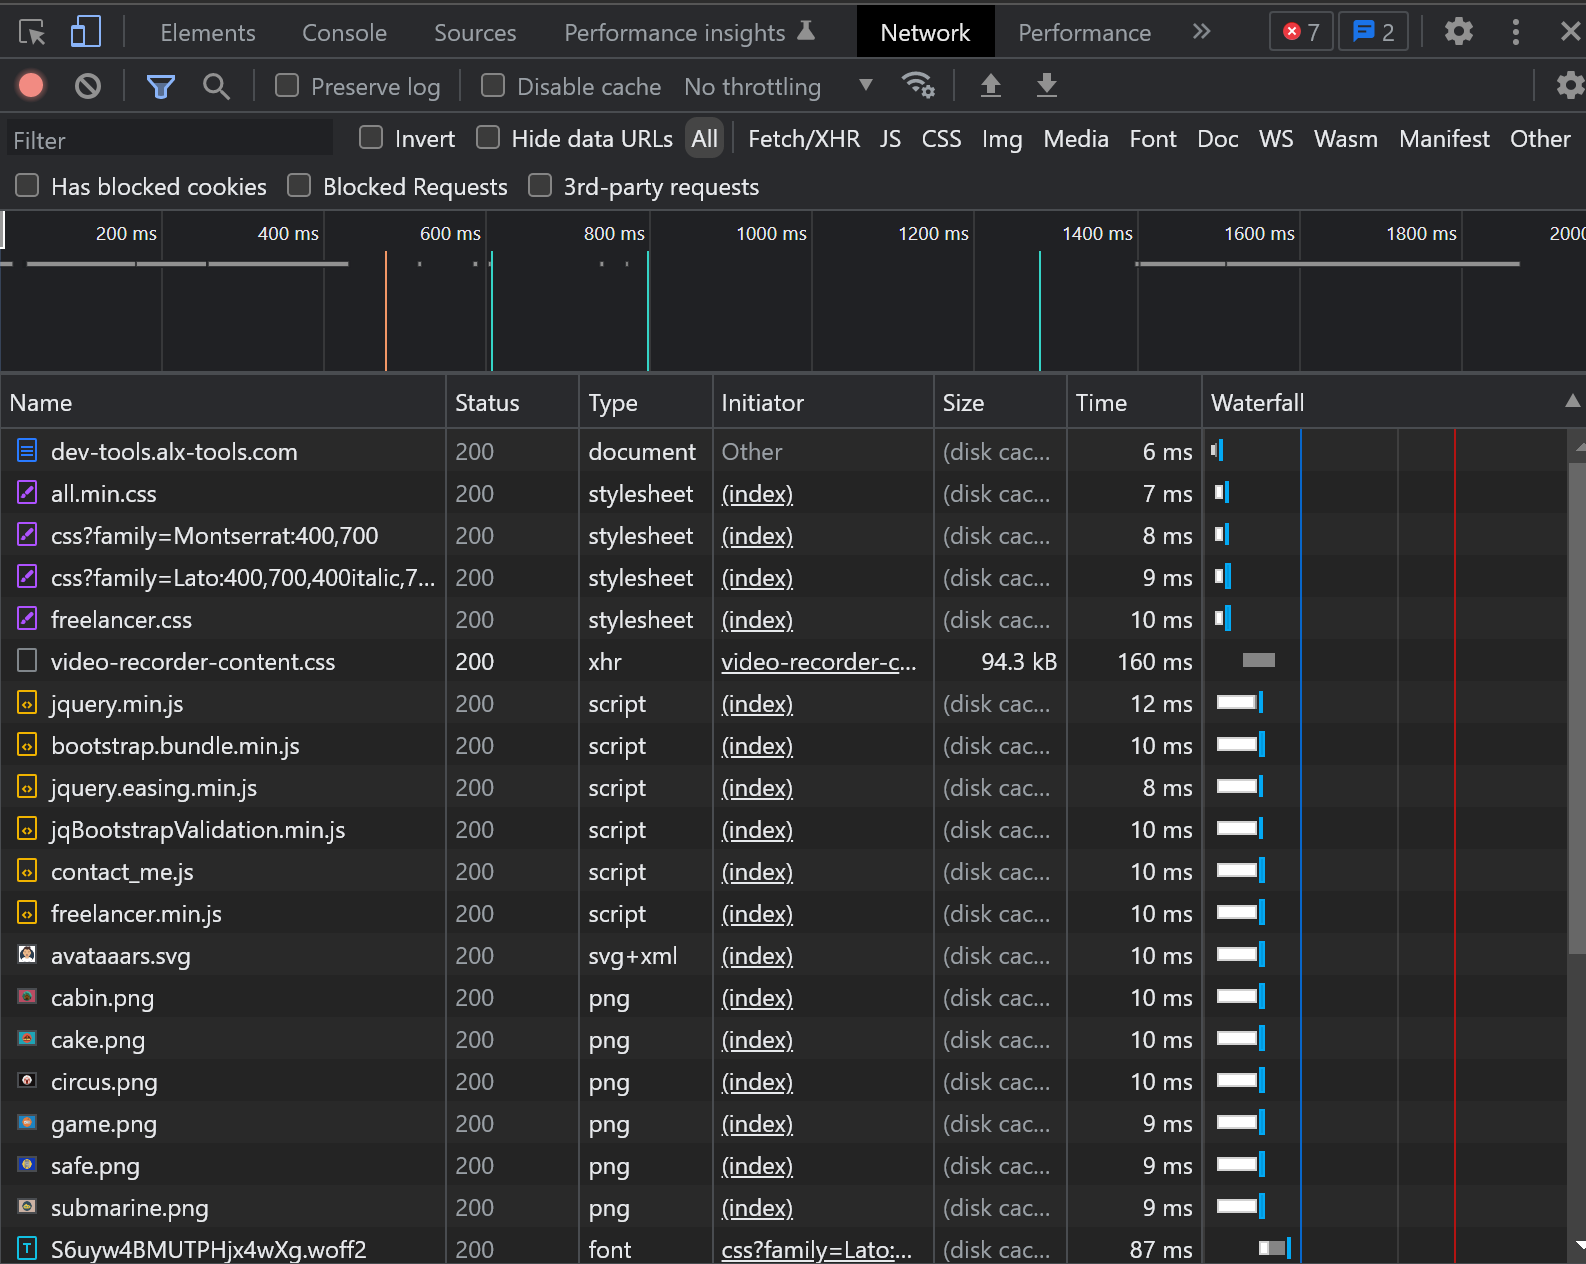 Elements Console Sources Performance insights Network Performance 7 2
Preserve log Disable cache No throttling
Filter Invert Hide data URLs All Fetch/XHR JS CSS Img Media Font Doc WS Wasm Manifest Other
Has blocked cookies Blocked Requests 3rd-party requests
200 ms 400 ms 600 ms 800 ms 1000 ms 1200 ms 1400 ms 1600 ms 1800 ms 2000
Name Status Type Initiator Size Time Waterfall
dev-tools.alx-tools.com 200 document Other (disk cac... 6 ms
all.min.css 200 stylesheet (index) (disk cac... 7 ms
css?family=Montserrat:400,700 200 stylesheet (index) (disk cac... 8 ms
css?family=Lato:400,700,400italic,7... 200 stylesheet (index) (disk cac... 9 ms
freelancer.css 200 stylesheet (index) (disk cac... 10 ms
video-recorder-content.css 200 xhr video-recorder-c... 94.3 kB 160 ms
jquery.min.js 200 script (index) (disk cac... 12 ms
bootstrap.bundle.min.js 200 script (index) (disk cac... 10 ms
jquery.easing.min.js 200 script (index) (disk cac... 8 ms
jqBootstrapValidation.min.js 200 script (index) (disk cac... 10 ms
contact_me.js 200 script (index) (disk cac... 10 ms
freelancer.min.js 200 script (index) (disk cac... 10 ms
avataaars.svg 200 svg+xml (index) (disk cac... 10 ms
cabin.png 200 png (index) (disk cac... 10 ms
cake.png 200 png (index) (disk cac... 10 ms
circus.png 200 png (index) (disk cac... 10 ms
game.png 200 png (index) (disk cac... 9 ms
safe.png 200 png (index) (disk cac... 9 ms
submarine.png 200 png (index) (disk cac... 9 ms
S6uyw4BMUTPHjx4wXg.woff2 200 font css?family=Lato:... (disk cac... 87 ms